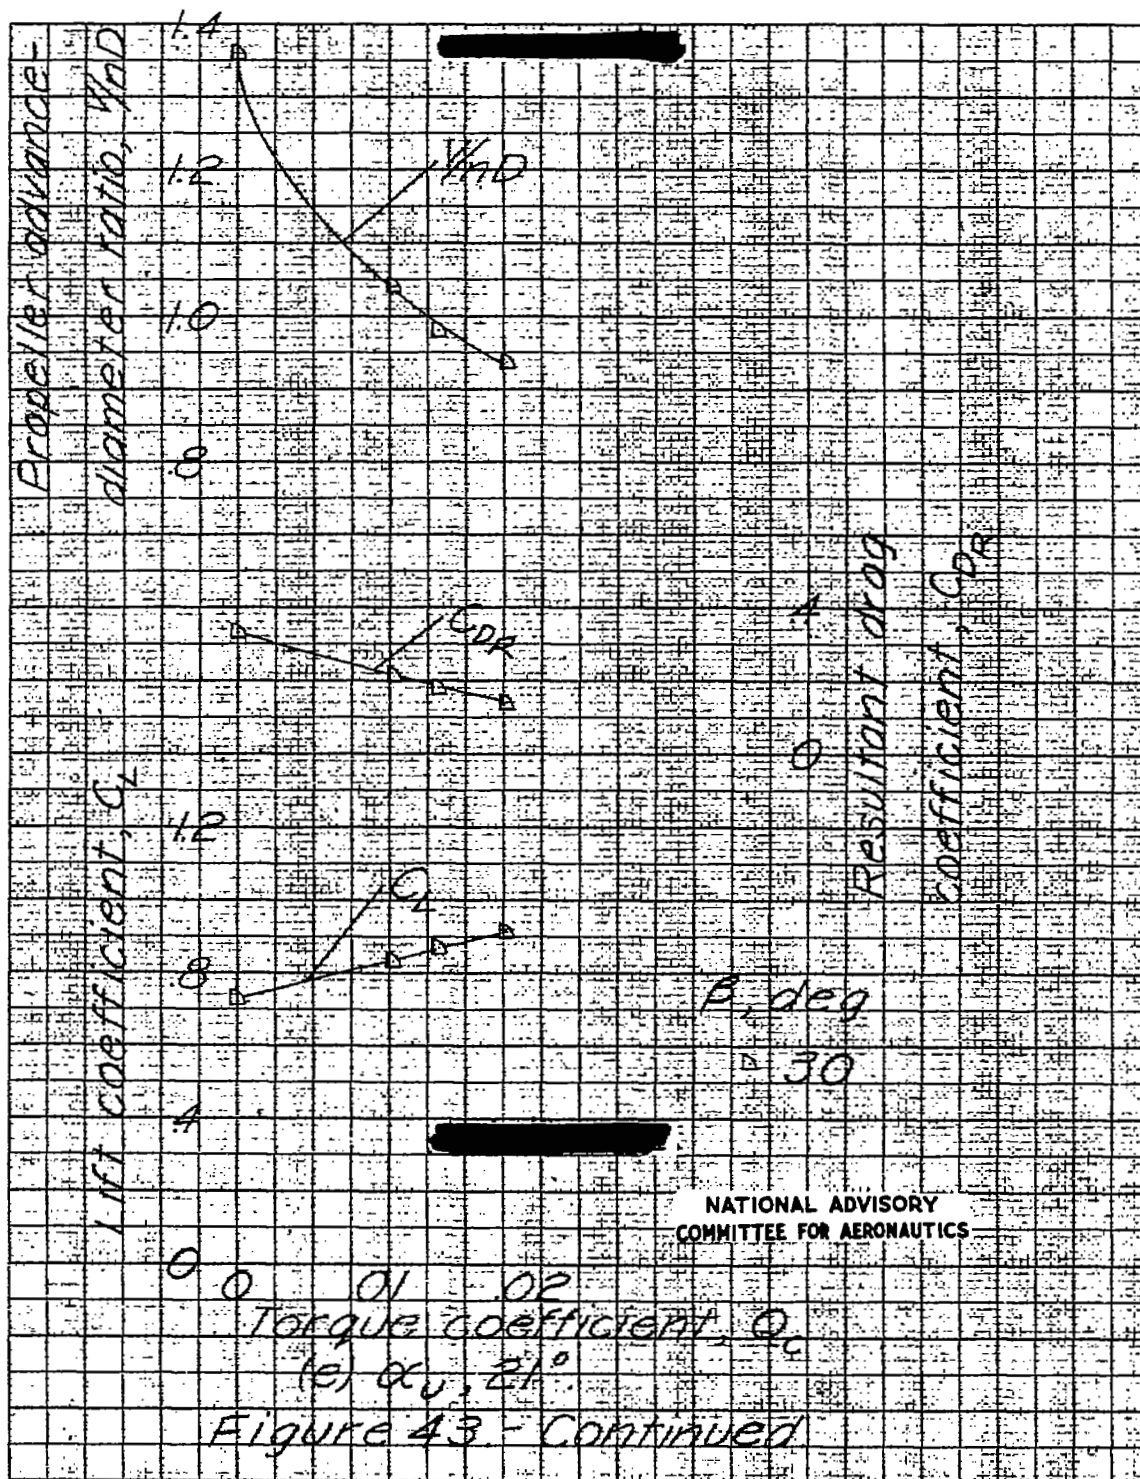 Propeller advance-
diameter ratio, V/nD
1.4
1.2
1.0
.8
V/nD
C_DR
.4
0
Resultant drag
coefficient, C_DR
Lift coefficient, C_L
1.2
.8
.4
0
C_L
β, deg
30
NATIONAL ADVISORY
COMMITTEE FOR AERONAUTICS
0 .01 .02
Torque coefficient, Q_c
(e) α_u, 21°.
Figure 43.- Continued.